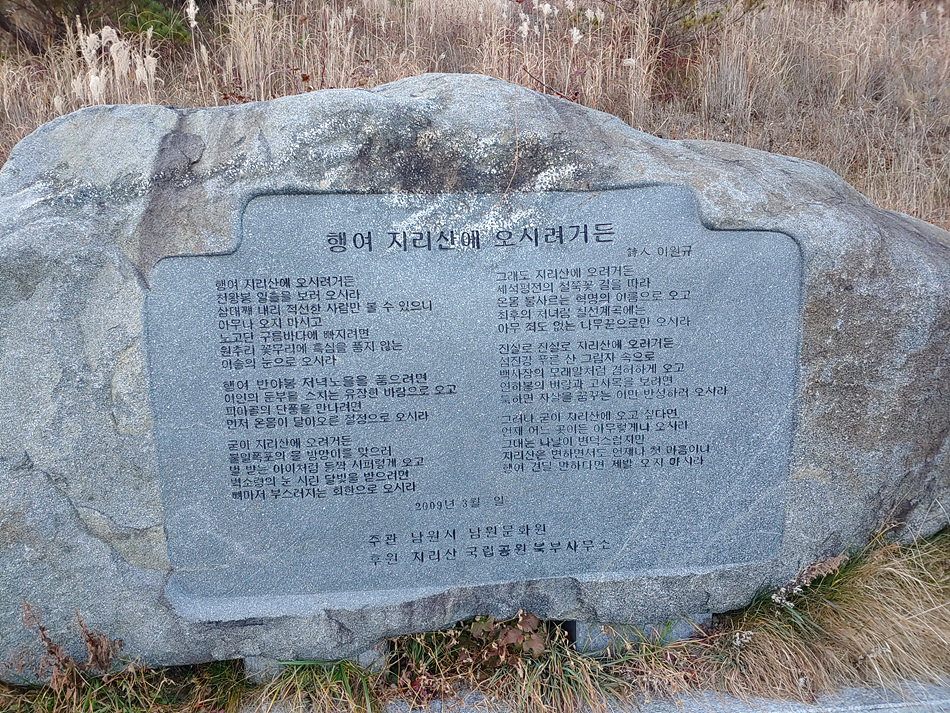 행여 지리산에 오시려거든
詩人 이원규
행여 지리산에 오시려거든
천왕봉 일출을 보러 오시라
삼대째 내리 적선한 사람만 볼 수 있으니
아무나 오지 마시고
노고단 구름바다에 빠지려면
원추리 꽃무리에 흑심을 품지 않는
이슬의 눈으로 오시라
행여 반야봉 저녁노을을 품으려면
여인의 둔부를 스치는 유장한 바람으로 오고
피아골의 단풍을 만나려면
먼저 온몸이 달아오른 절정으로 오시라
굳이 지리산에 오려거든
불일폭포의 물 방망이를 맞으러
벌 받는 아이처럼 등짝 시퍼렇게 오고
벽소령의 눈 시린 달빛을 받으려면
뼈마저 부스러지는 회한으로 오시라
그래도 지리산에 오려거든
세석평전의 철쭉꽃 길을 따라
온몸 불사르는 혁명의 이름으로 오고
최후의 처녀림 칠선계곡에는
아무 죄도 없는 나무꾼으로만 오시라
진실로 진실로 지리산에 오려거든
섬진강 푸른 산 그림자 속으로
백사장의 모래알처럼 겸허하게 오고
연하봉의 벼랑과 고사목을 보려면
툭하면 자살을 꿈꾸는 이만 반성하러 오시라
그러나 굳이 지리산에 오고 싶다면
언제 어느 곳이든 아무렇게나 오시라
그대는 나날이 변덕스럽지만
지리산은 변하면서도 언제나 첫 마음이니
행여 견딜 만하다면 제발 오지 마시라
2009년 3월 일
주관 남원시 남원문화원
후원 지리산 국립공원북부사무소